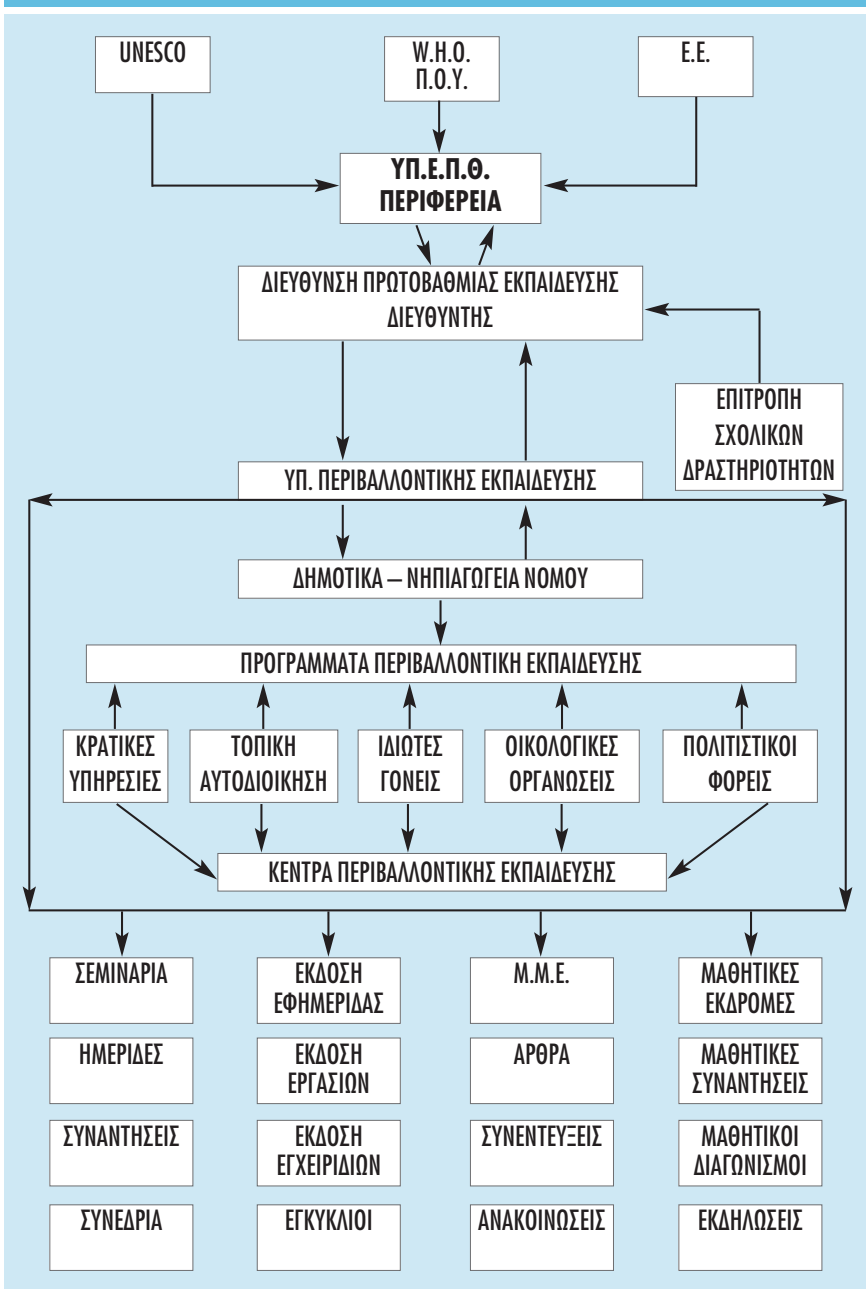 UNESCO
W.H.O.
Π.Ο.Υ.
Ε.Ε.
ΥΠ.Ε.Π.Θ.
ΠΕΡΙΦΕΡΕΙΑ
ΔΙΕΥΘΥΝΣΗ ΠΡΩΤΟΒΑΘΜΙΑΣ ΕΚΠΑΙΔΕΥΣΗΣ
ΔΙΕΥΘΥΝΤΗΣ
ΕΠΙΤΡΟΠΗ
ΣΧΟΛΙΚΩΝ
ΔΡΑΣΤΗΡΙΟΤΗΤΩΝ
ΥΠ. ΠΕΡΙΒΑΛΛΟΝΤΙΚΗΣ ΕΚΠΑΙΔΕΥΣΗΣ
ΔΗΜΟΤΙΚΑ – ΝΗΠΙΑΓΩΓΕΙΑ ΝΟΜΟΥ
ΠΡΟΓΡΑΜΜΑΤΑ ΠΕΡΙΒΑΛΛΟΝΤΙΚΗ ΕΚΠΑΙΔΕΥΣΗΣ
ΚΡΑΤΙΚΕΣ
ΥΠΗΡΕΣΙΕΣ
ΤΟΠΙΚΗ
ΑΥΤΟΔΙΟΙΚΗΣΗ
ΙΔΙΩΤΕΣ
ΓΟΝΕΙΣ
ΟΙΚΟΛΟΓΙΚΕΣ
ΟΡΓΑΝΩΣΕΙΣ
ΠΟΛΙΤΙΣΤΙΚΟΙ
ΦΟΡΕΙΣ
ΚΕΝΤΡΑ ΠΕΡΙΒΑΛΛΟΝΤΙΚΗΣ ΕΚΠΑΙΔΕΥΣΗΣ
ΣΕΜΙΝΑΡΙΑ
ΕΚΔΟΣΗ
ΕΦΗΜΕΡΙΔΑΣ
Μ.Μ.Ε.
ΜΑΘΗΤΙΚΕΣ
ΕΚΔΡΟΜΕΣ
ΗΜΕΡΙΔΕΣ
ΕΚΔΟΣΗ
ΕΡΓΑΣΙΩΝ
ΑΡΘΡΑ
ΜΑΘΗΤΙΚΕΣ
ΣΥΝΑΝΤΗΣΕΙΣ
ΣΥΝΑΝΤΗΣΕΙΣ
ΕΚΔΟΣΗ
ΕΓΧΕΙΡΙΔΙΩΝ
ΣΥΝΕΝΤΕΥΞΕΙΣ
ΜΑΘΗΤΙΚΟΙ
ΔΙΑΓΩΝΙΣΜΟΙ
ΣΥΝΕΔΡΙΑ
ΕΓΚΥΚΛΙΟΙ
ΑΝΑΚΟΙΝΩΣΕΙΣ
ΕΚΔΗΛΩΣΕΙΣ